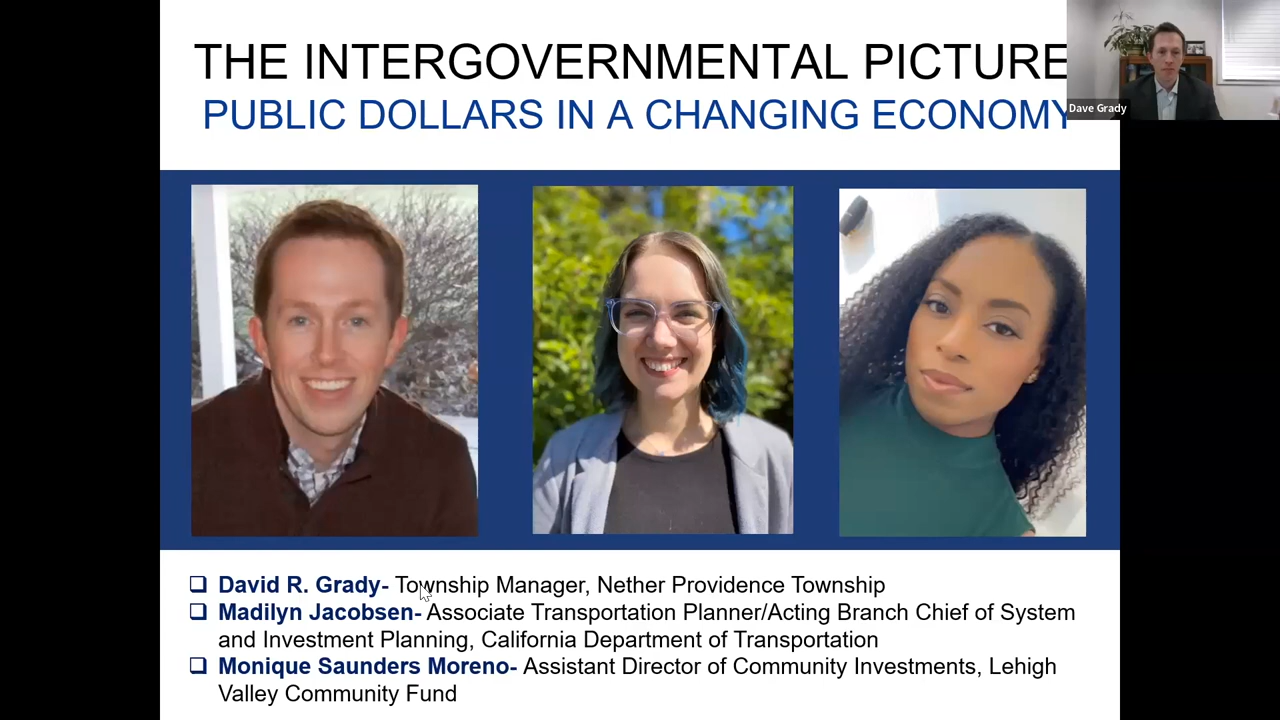 THE INTERGOVERNMENTAL PICTURE
PUBLIC DOLLARS IN A CHANGING ECONOMY
Dave Grady
David R. Grady- Township Manager, Nether Providence Township
Madilyn Jacobsen- Associate Transportation Planner/Acting Branch Chief of System
and Investment Planning, California Department of Transportation
Monique Saunders Moreno- Assistant Director of Community Investments, Lehigh
Valley Community Fund